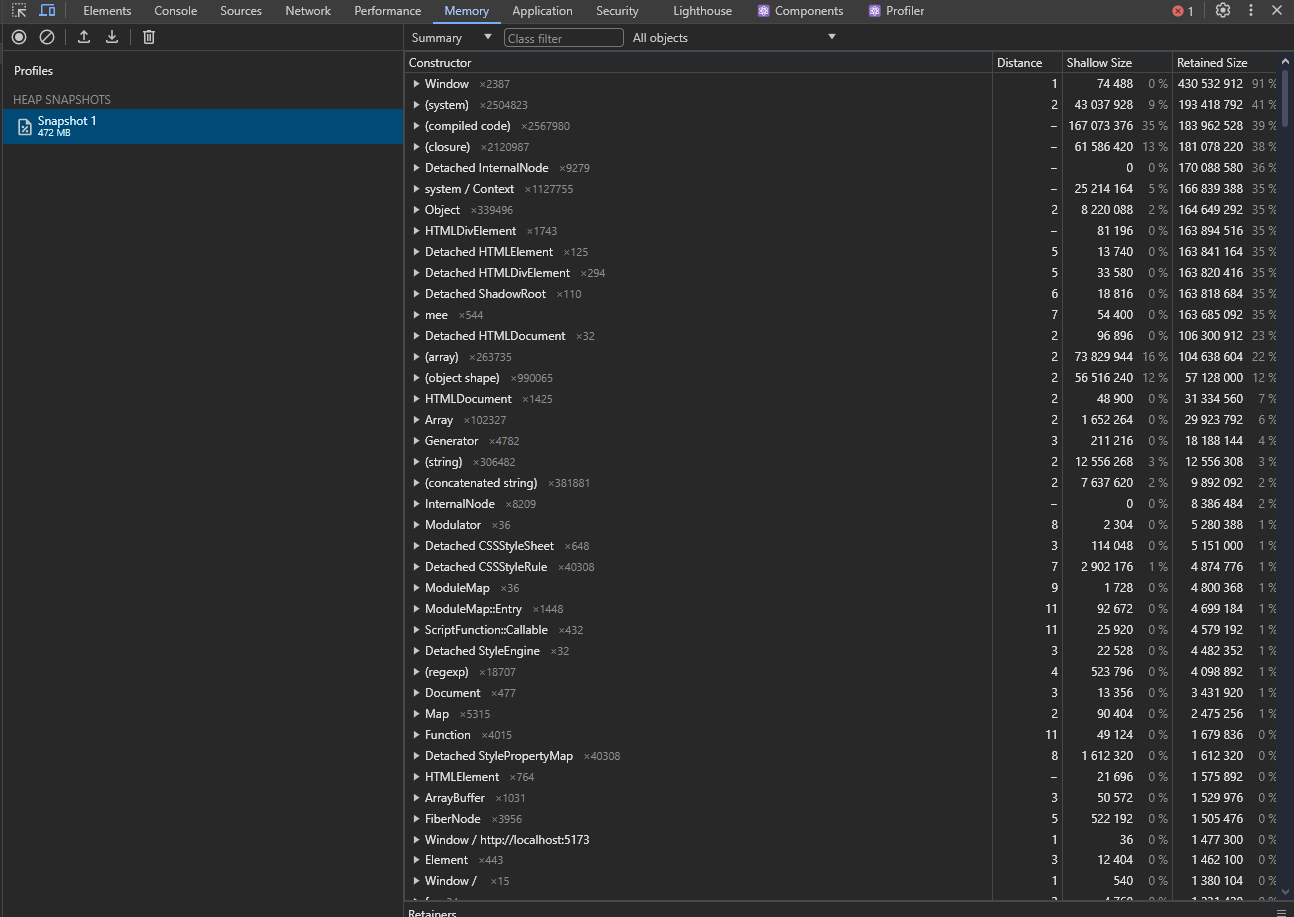 Elements Console Sources Network Performance Memory Application Security Lighthouse Components Profiler 1
Summary Class filter All objects
Profiles
HEAP SNAPSHOTS
Snapshot 1
472 MB
Constructor Distance Shallow Size Retained Size
Window ×2387 1 74 488 0 % 430 532 912 91 %
(system) ×2504823 2 43 037 928 9 % 193 418 792 41 %
(compiled code) ×2567980 – 167 073 376 35 % 183 962 528 39 %
(closure) ×2120987 – 61 586 420 13 % 181 078 220 38 %
Detached InternalNode ×9279 – 0 0 % 170 088 580 36 %
system / Context ×1127755 – 25 214 164 5 % 166 839 388 35 %
Object ×339496 2 8 220 088 2 % 164 649 292 35 %
HTMLDivElement ×1743 – 81 196 0 % 163 894 516 35 %
Detached HTMLElement ×125 5 13 740 0 % 163 841 164 35 %
Detached HTMLDivElement ×294 5 33 580 0 % 163 820 416 35 %
Detached ShadowRoot ×110 6 18 816 0 % 163 818 684 35 %
mee ×544 7 54 400 0 % 163 685 092 35 %
Detached HTMLDocument ×32 2 96 896 0 % 106 300 912 23 %
(array) ×263735 2 73 829 944 16 % 104 638 604 22 %
(object shape) ×990065 2 56 516 240 12 % 57 128 000 12 %
HTMLDocument ×1425 2 48 900 0 % 31 334 560 7 %
Array ×102327 2 1 652 264 0 % 29 923 792 6 %
Generator ×4782 3 211 216 0 % 18 188 144 4 %
(string) ×306482 2 12 556 268 3 % 12 556 308 3 %
(concatenated string) ×381881 2 7 637 620 2 % 9 892 092 2 %
InternalNode ×8209 – 0 0 % 8 386 484 2 %
Modulator ×36 8 2 304 0 % 5 280 388 1 %
Detached CSSStyleSheet ×648 3 114 048 0 % 5 151 000 1 %
Detached CSSStyleRule ×40308 7 2 902 176 1 % 4 874 776 1 %
ModuleMap ×36 9 1 728 0 % 4 800 368 1 %
ModuleMap::Entry ×1448 11 92 672 0 % 4 699 184 1 %
ScriptFunction::Callable ×432 11 25 920 0 % 4 579 192 1 %
Detached StyleEngine ×32 3 22 528 0 % 4 482 352 1 %
(regexp) ×18707 4 523 796 0 % 4 098 892 1 %
Document ×477 3 13 356 0 % 3 431 920 1 %
Map ×5315 2 90 404 0 % 2 475 256 1 %
Function ×4015 11 49 124 0 % 1 679 836 0 %
Detached StylePropertyMap ×40308 8 1 612 320 0 % 1 612 320 0 %
HTMLElement ×764 – 21 696 0 % 1 575 892 0 %
ArrayBuffer ×1031 3 50 572 0 % 1 529 976 0 %
FiberNode ×3956 5 522 192 0 % 1 505 476 0 %
Window / http://localhost:5173 1 36 0 % 1 477 300 0 %
Element ×443 3 12 404 0 % 1 462 100 0 %
Window / ×15 1 540 0 % 1 380 104 0 %
Retainers